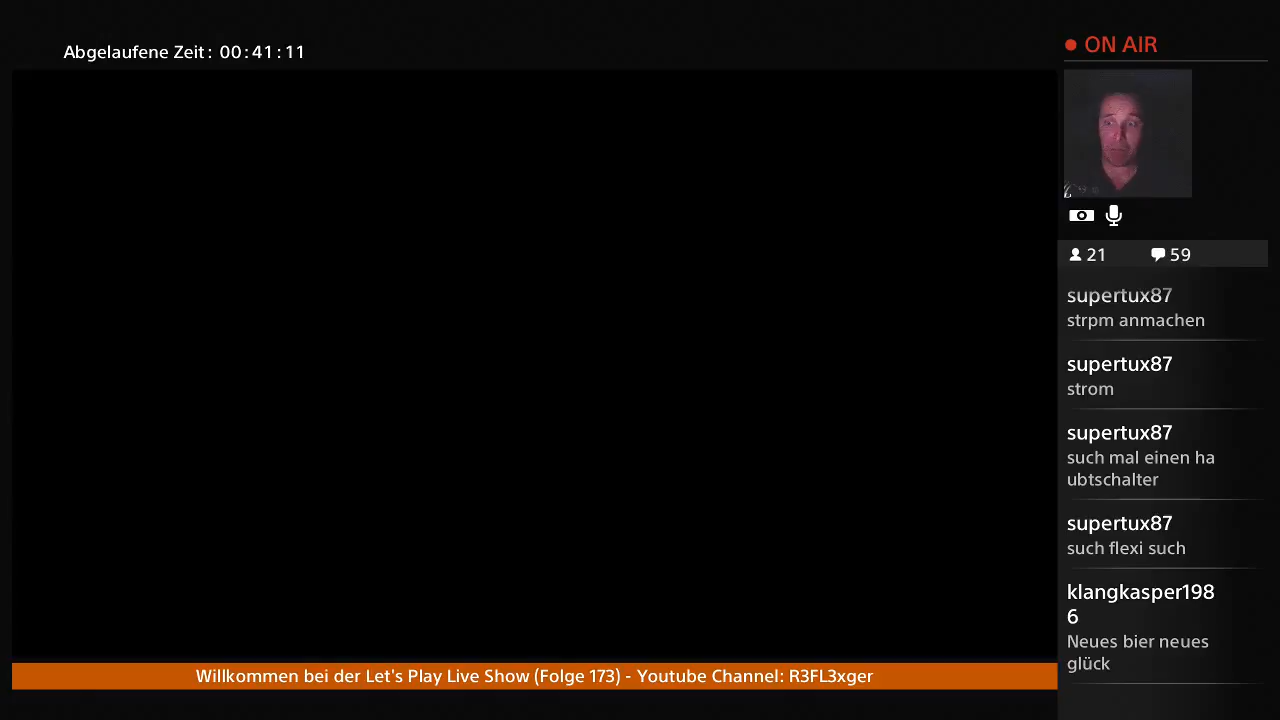 Abgelaufene Zeit: 00:41:11
ON AIR
21 59
supertux87
strpm anmachen
supertux87
strom
supertux87
such mal einen ha
ubtschalter
supertux87
such flexi such
klangkasper198
6
Neues bier neues
glück
Willkommen bei der Let's Play Live Show (Folge 173) - Youtube Channel: R3FL3xger